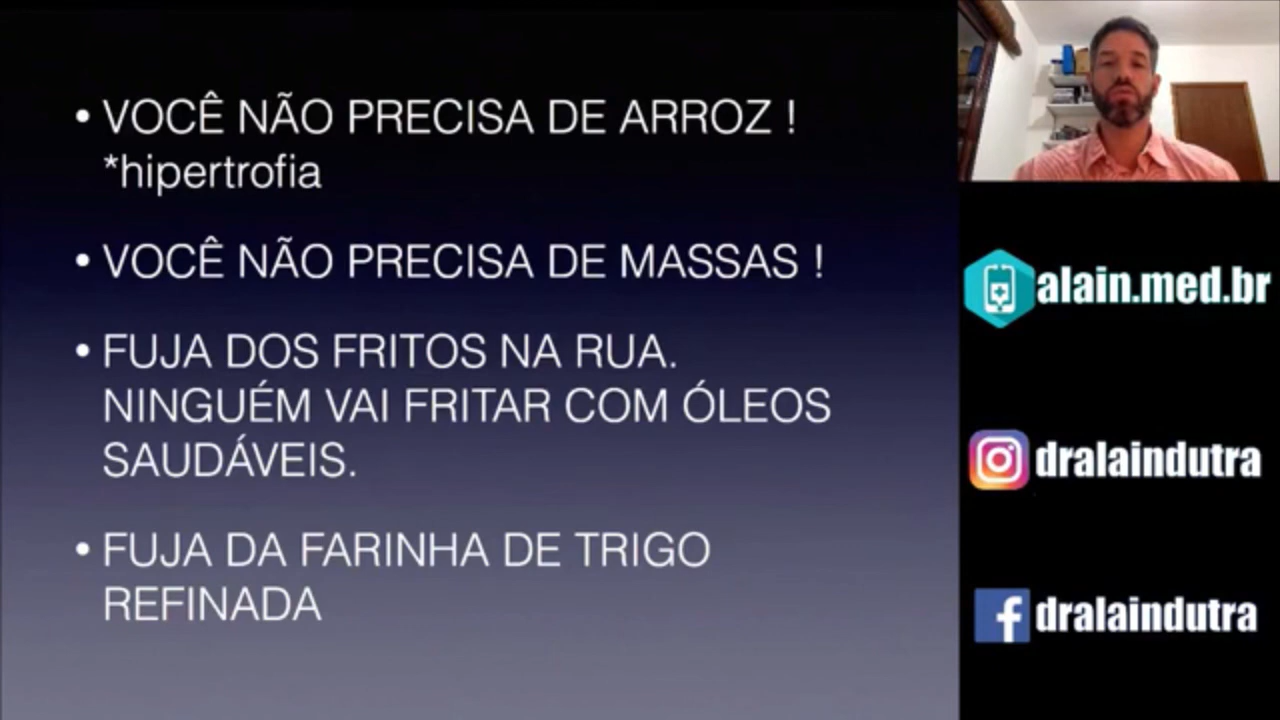 • VOCÊ NÃO PRECISA DE ARROZ !
*hipertrofia
• VOCÊ NÃO PRECISA DE MASSAS !
• FUJA DOS FRITOS NA RUA.
NINGUÉM VAI FRITAR COM ÓLEOS
SAUDÁVEIS.
• FUJA DA FARINHA DE TRIGO
REFINADA
alain.med.br
dralaindutra
dralaindutra